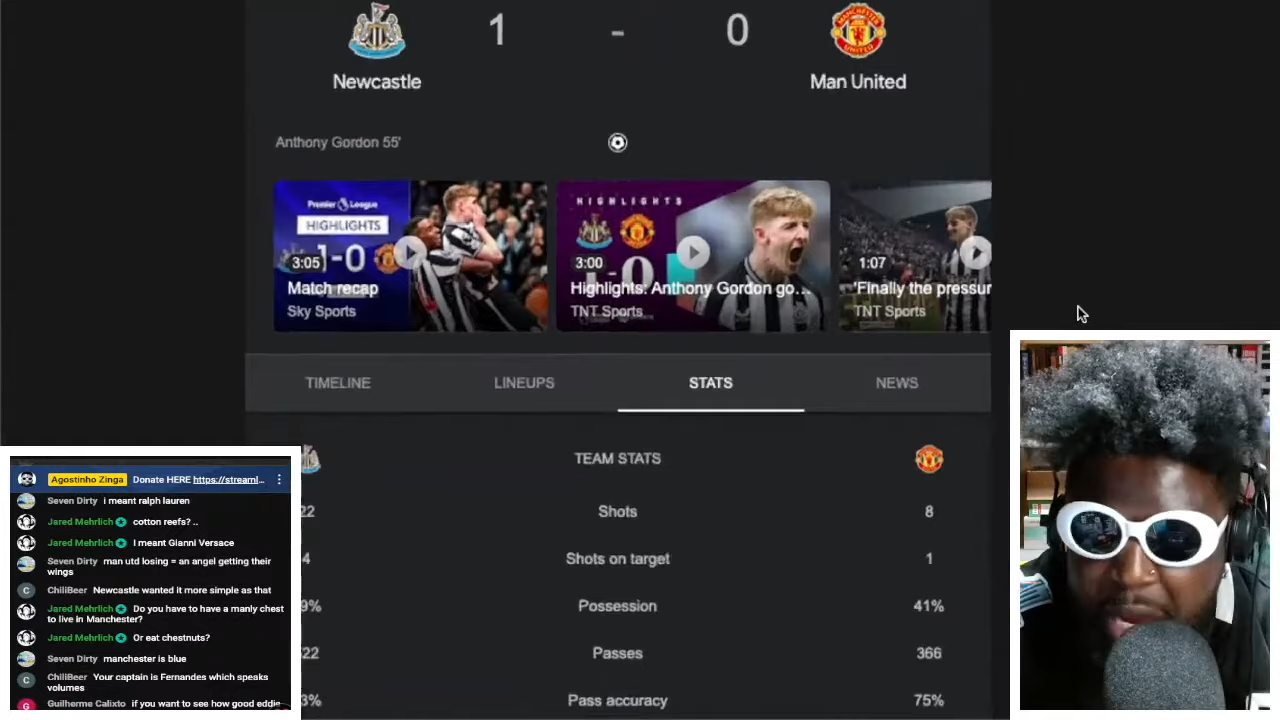 1 - 0
Newcastle Man United
Anthony Gordon 55'
Premier League
HIGHLIGHTS
1-0
3:05
Match recap
Sky Sports
HIGHLIGHTS
3:00
Highlights: Anthony Gordon go...
TNT Sports
1:07
'Finally the pressur
TNT Sports
TIMELINE LINEUPS STATS NEWS
TEAM STATS
22 Shots 8
4 Shots on target 1
9% Possession 41%
22 Passes 366
3% Pass accuracy 75%
Agostinho Zinga Donate HERE https://streaml...
Seven Dirty i meant ralph lauren
Jared Mehrlich cotton reefs? ..
Jared Mehrlich I meant Gianni Versace
Seven Dirty man utd losing = an angel getting their
wings
C ChiliBeer Newcastle wanted it more simple as that
Jared Mehrlich Do you have to have a manly chest
to live in Manchester?
Jared Mehrlich Or eat chestnuts?
Seven Dirty manchester is blue
C ChiliBeer Your captain is Fernandes which speaks
volumes
G Guilherme Calixto if you want to see how good eddie